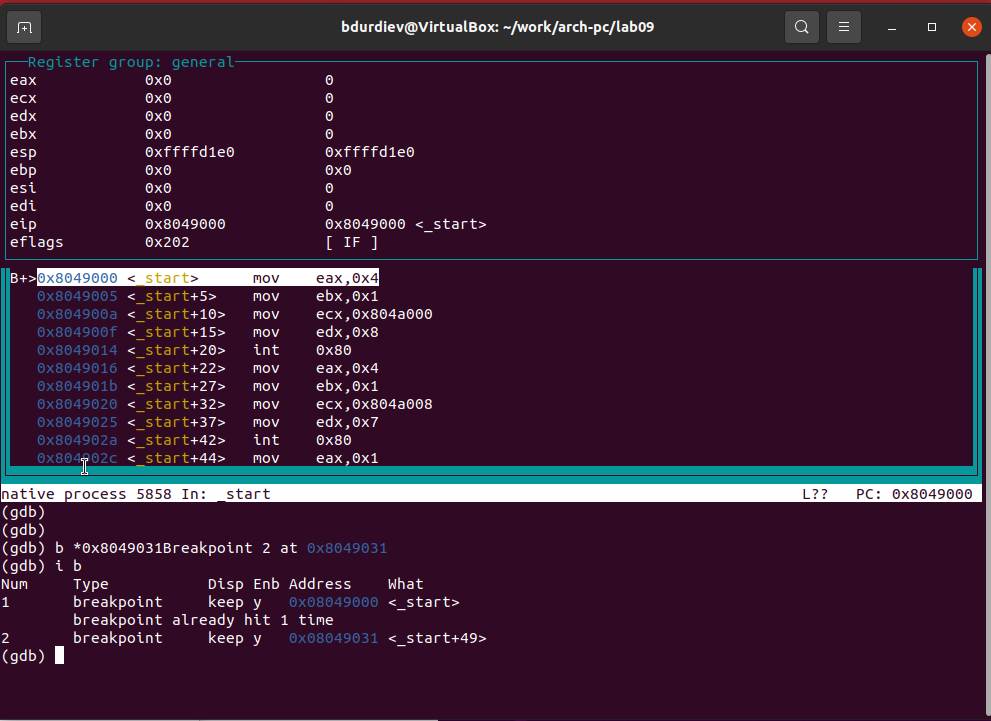 bdurdiev@VirtualBox: ~/work/arch-pc/lab09
Register group: general
eax 0x0 0
ecx 0x0 0
edx 0x0 0
ebx 0x0 0
esp 0xffffd1e0 0xffffd1e0
ebp 0x0 0x0
esi 0x0 0
edi 0x0 0
eip 0x8049000 0x8049000 <_start>
eflags 0x202 [ IF ]
B+>0x8049000 <_start> mov eax,0x4
0x8049005 <_start+5> mov ebx,0x1
0x804900a <_start+10> mov ecx,0x804a000
0x804900f <_start+15> mov edx,0x8
0x8049014 <_start+20> int 0x80
0x8049016 <_start+22> mov eax,0x4
0x804901b <_start+27> mov ebx,0x1
0x8049020 <_start+32> mov ecx,0x804a008
0x8049025 <_start+37> mov edx,0x7
0x804902a <_start+42> int 0x80
0x804902c <_start+44> mov eax,0x1
native process 5858 In: _start L?? PC: 0x8049000
(gdb)
(gdb)
(gdb) b *0x8049031Breakpoint 2 at 0x8049031
(gdb) i b
Num Type Disp Enb Address What
1 breakpoint keep y 0x08049000 <_start>
breakpoint already hit 1 time
2 breakpoint keep y 0x08049031 <_start+49>
(gdb)